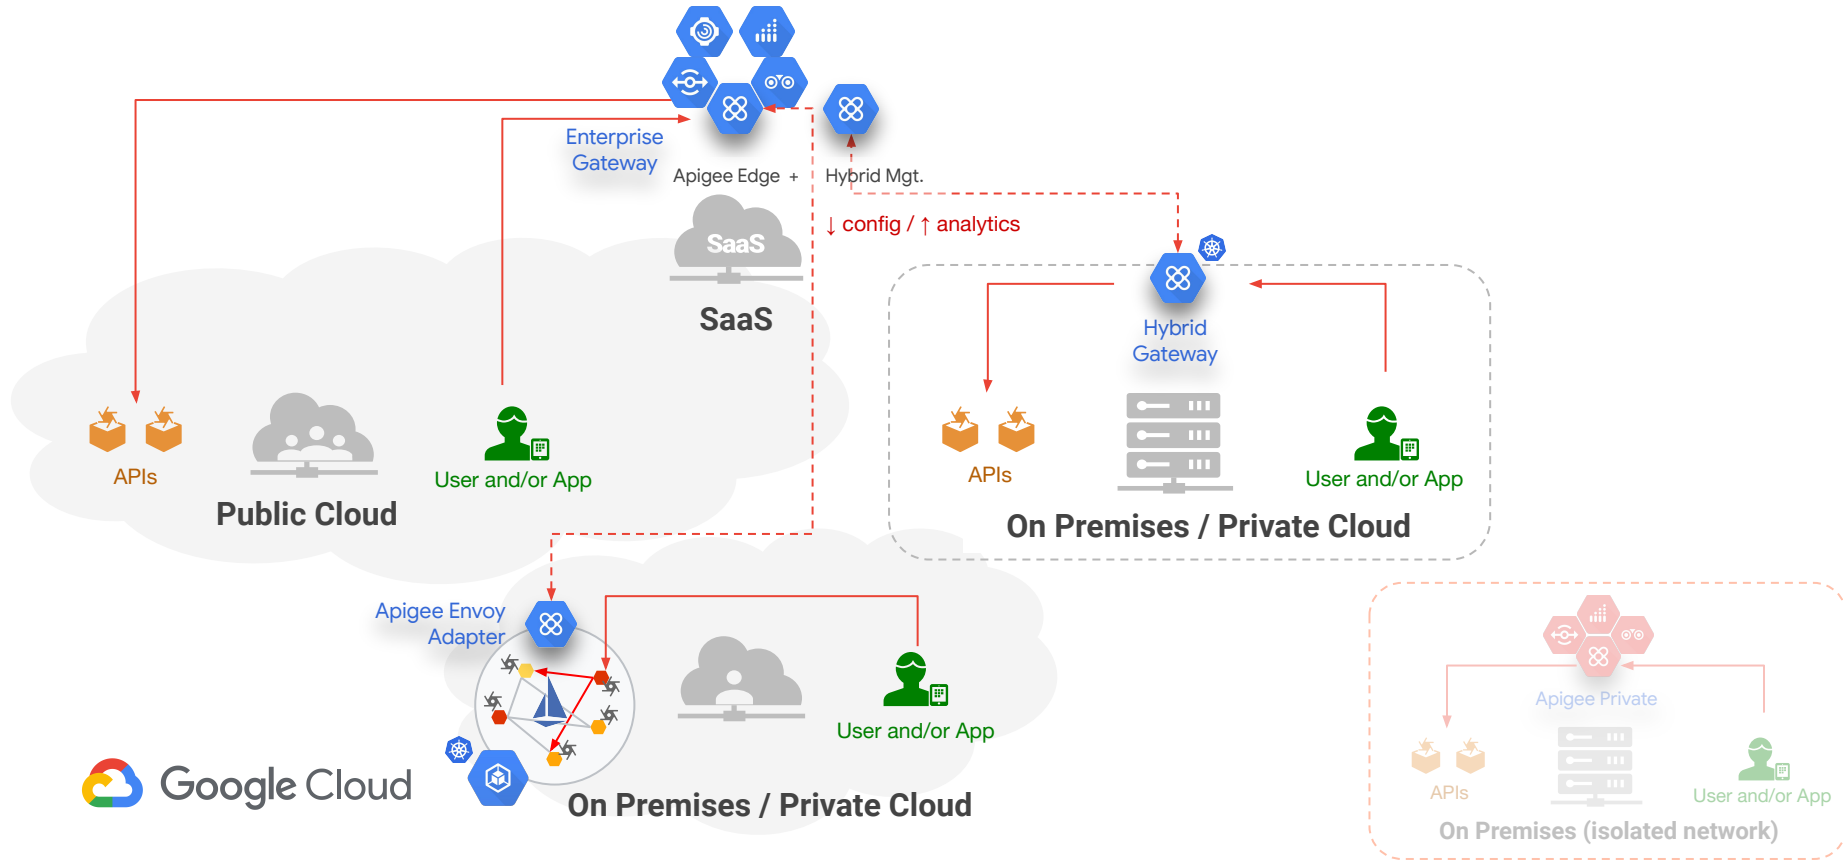 Enterprise
Gateway
Apigee Edge +
Hybrid Mgt.
↓ config / ↑ analytics
SaaS
SaaS
Hybrid
Gateway
APIs
User and/or App
Public Cloud
APIs
User and/or App
On Premises / Private Cloud
Apigee Envoy
Adapter
User and/or App
On Premises / Private Cloud
Google Cloud
Apigee Private
APIs
User and/or App
On Premises (isolated network)